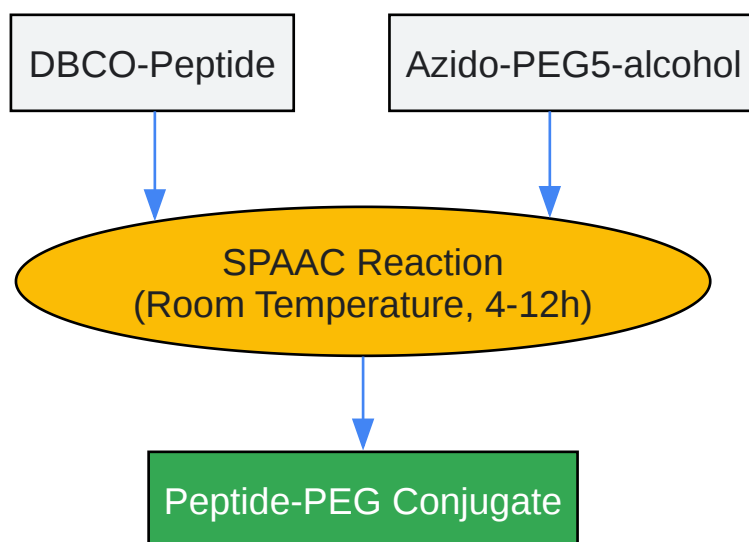 DBCO-Peptide
Azido-PEG5-alcohol
SPAAC Reaction
(Room Temperature, 4-12h)
Peptide-PEG Conjugate